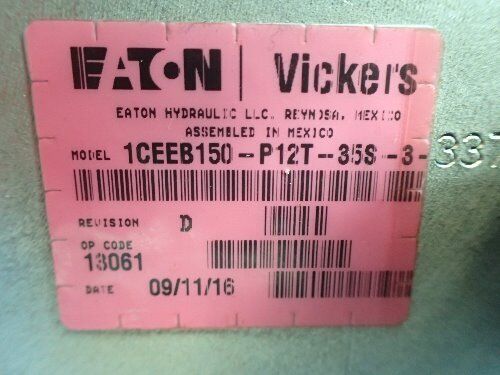 EATON | Vickers
EATON HYDRAULIC LLC. REYNOSA, MEXICO
ASSEMBLED IN MEXICO
MODEL 1CEEB150-P12T-35S-3-
337
REVISION D
OP CODE
13061
DATE 09/11/16